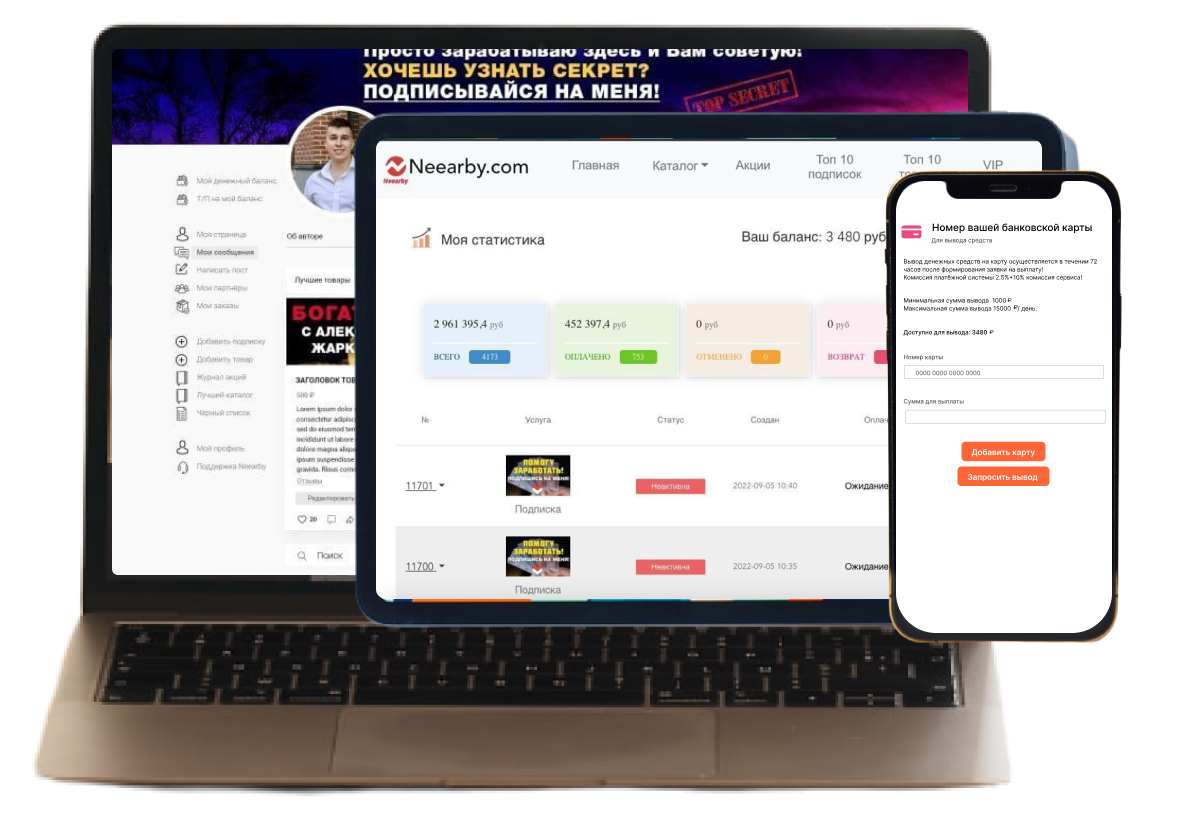 Просто зарабатываю здесь и Вам советую!
ХОЧЕШЬ УЗНАТЬ СЕКРЕТ?
ПОДПИСЫВАЙСЯ НА МЕНЯ!
TOP SECRET
Мой денежный баланс
Т/П на мой баланс
Моя страница
Мои сообщения
Написать пост
Мои партнёры
Мои заказы
Добавить подписку
Добавить товар
Журнал акций
Лучший каталог
Чёрный список
Мой профиль
Поддержка Neearby
Об авторе
Лучшие товары
БОГА
С АЛЕК
ЖАРК
ЗАГОЛОВОК ТОВ
500 ₽
Lorem ipsum dolor
consectetur adipisc
sed do eiusmod tem
incididunt ut labore
dolore magna aliqua
ipsum suspendisse
gravida. Risus com
Отзывы
Редактировать
20
Поиск
Neearby
Neearby.com
Главная
Каталог
Акции
Топ 10
подписок
Топ 10
VIP
Моя статистика
Ваш баланс: 3 480 руб
2 961 395,4 руб
ВСЕГО 4173
452 397,4 руб
ОПЛАЧЕНО 753
0 руб
ОТМЕНЕНО 0
0 руб
ВОЗВРАТ
№ Услуга Статус Создан Оплач
11701
ПОМОГУ
ЗАРАБОТАТЬ!
ПОДПИШИСЬ НА МЕНЯ!
Подписка
Неактивна
2022-09-05 10:40
Ожидание
11700
ПОМОГУ
ЗАРАБОТАТЬ!
ПОДПИШИСЬ НА МЕНЯ!
Подписка
Неактивна
2022-09-05 10:35
Ожидание
Номер вашей банковской карты
Для вывода средств
Вывод денежных средств на карту осуществляется в течении 72
часов после формирования заявки на выплату!
Комиссия платёжной системы 2.5%+10% комиссия сервиса!
Минимальная сумма вывода 1000 ₽
Максимальная сумма вывода 15000 ₽/ день.
Доступно для вывода: 3480 ₽
Номер карты
0000 0000 0000 0000
Сумма для выплаты
Добавить карту
Запросить вывод